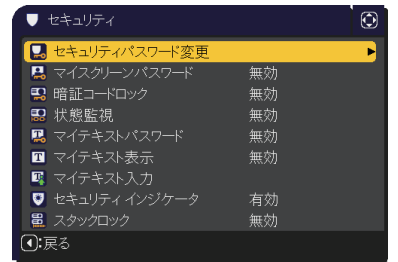 セキュリティ
セキュリティパスワード変更
マイスクリーンパスワード 無効
暗証コードロック 無効
状態監視 無効
マイテキストパスワード 無効
マイテキスト表示 無効
マイテキスト入力
セキュリティインジケータ 有効
スタックロック 無効
:戻る